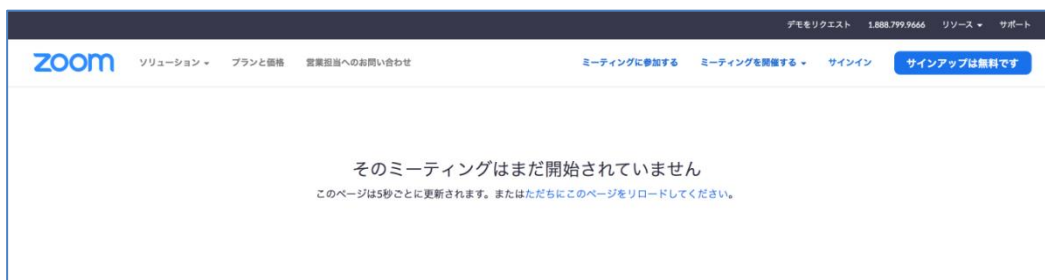 デモをリクエスト 1.888.799.9666 リソース サポート
zoom ソリューション プランと価格 営業担当へのお問い合わせ ミーティングに参加する ミーティングを開催する サインイン サインアップは無料です
そのミーティングはまだ開始されていません
このページは5秒ごとに更新されます。またはただちにこのページをリロードしてください。